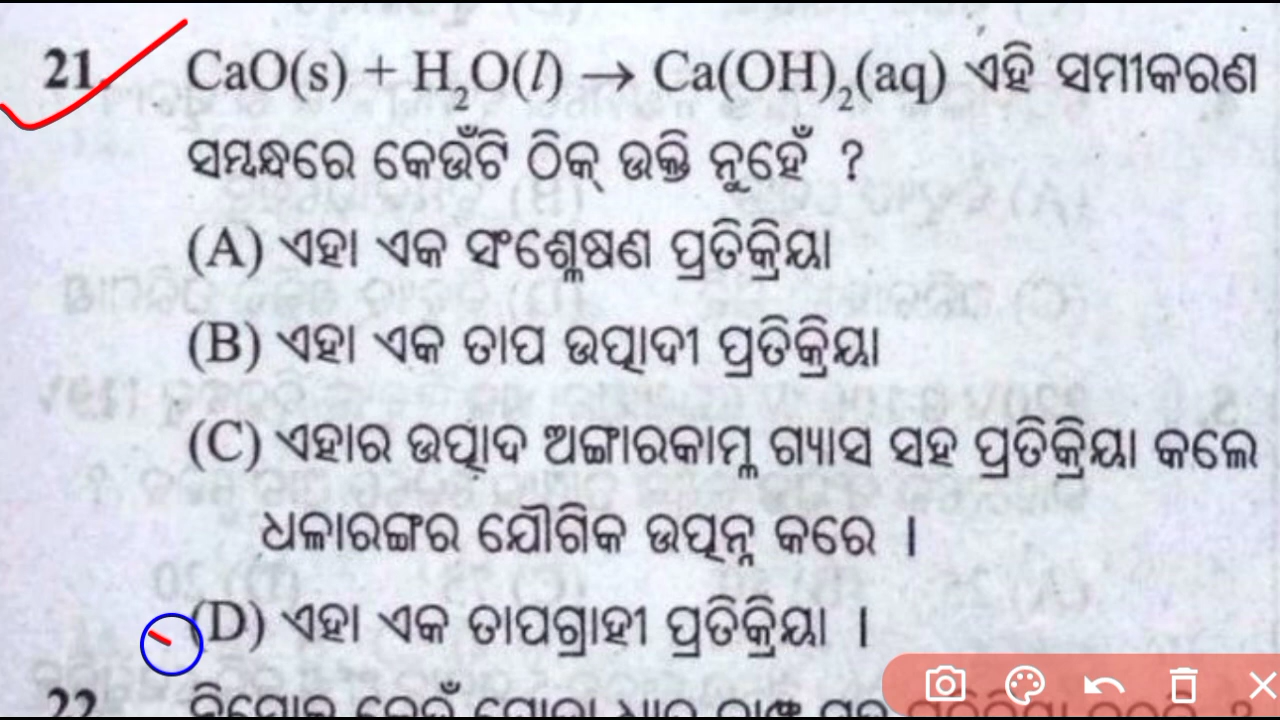 21. CaO(s) + H₂O(l) → Ca(OH)₂(aq) ଏହି ସମୀକରଣ
ସମ୍ବନ୍ଧରେ କେଉଁଟି ଠିକ୍ ଉକ୍ତି ନୁହେଁ ?
(A) ଏହା ଏକ ସଂଶ୍ଳେଷଣ ପ୍ରତିକ୍ରିୟା
(B) ଏହା ଏକ ତାପ ଉତ୍ପାଦୀ ପ୍ରତିକ୍ରିୟା
(C) ଏହାର ଉତ୍ପାଦ ଅଙ୍ଗାରକାମ୍ଳ ଗ୍ୟାସ ସହ ପ୍ରତିକ୍ରିୟା କଲେ
ଧଳାରଙ୍ଗର ଯୌଗିକ ଉତ୍ପନ୍ନ କରେ ।
(D) ଏହା ଏକ ତାପଗ୍ରାହୀ ପ୍ରତିକ୍ରିୟା ।
22